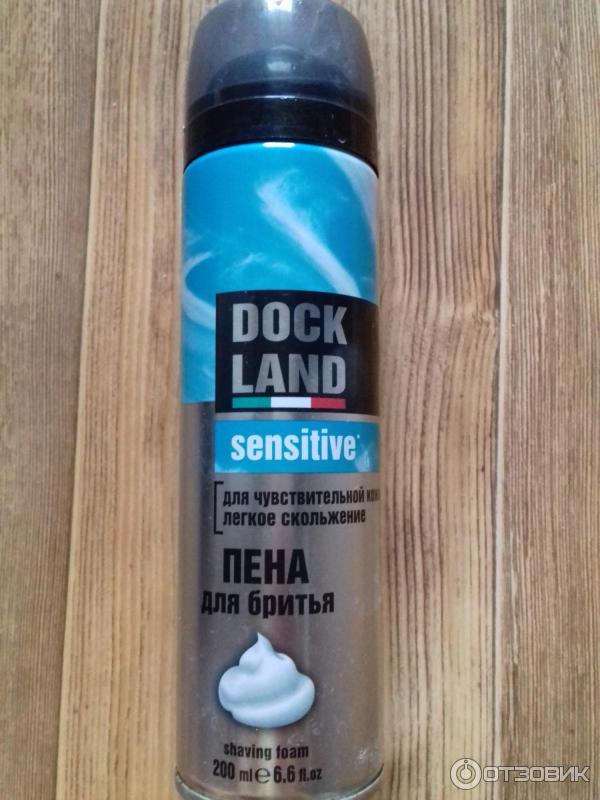 DOCK
LAND
sensitive*
для чувствительной кожи
легкое скольжение
ПЕНА
для бритья
shaving foam
200 ml e 6.6 fl.oz
ОТЗОВИК